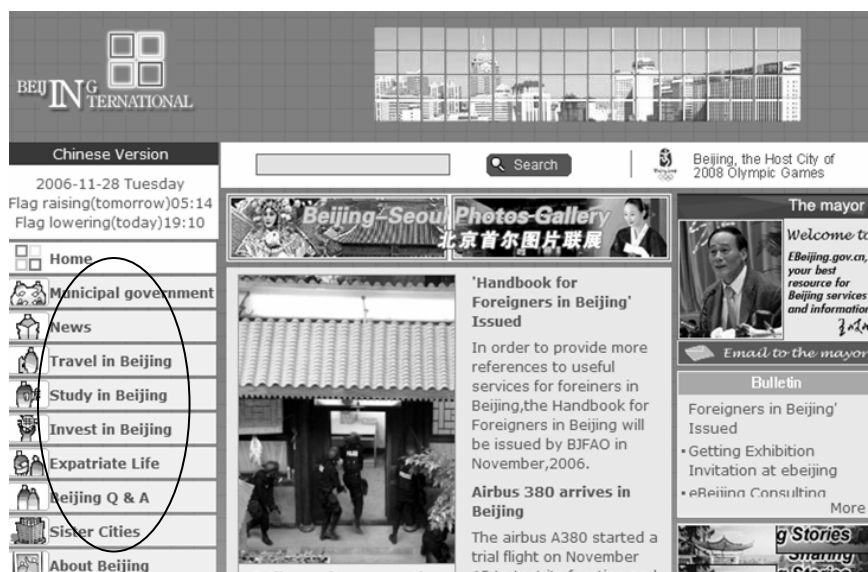 BEIJING
INTERNATIONAL
Chinese Version
2006-11-28 Tuesday
Flag raising(tomorrow)05:14
Flag lowering(today)19:10
Home
Municipal government
News
Travel in Beijing
Study in Beijing
Invest in Beijing
Expatriate Life
Beijing Q & A
Sister Cities
About Beijing
Search
Beijing, the Host City of
2008 Olympic Games
Beijing-Seoul Photos Gallery
北京首尔图片联展
'Handbook for
Foreigners in Beijing'
Issued
In order to provide more
references to useful
services for foreiners in
Beijing,the Handbook for
Foreigners in Beijing will
be issued by BJFAO in
November,2006.
Airbus 380 arrives in
Beijing
The airbus A380 started a
trial flight on November
The mayor
Welcome to
EBeijing.gov.cn,
your best
resource for
Beijing services
and information
Email to the mayor
Bulletin
Foreigners in Beijing'
Issued
Getting Exhibition
Invitation at ebeijing
eBeijing Consulting
More
g Stories
Sharing
Stories